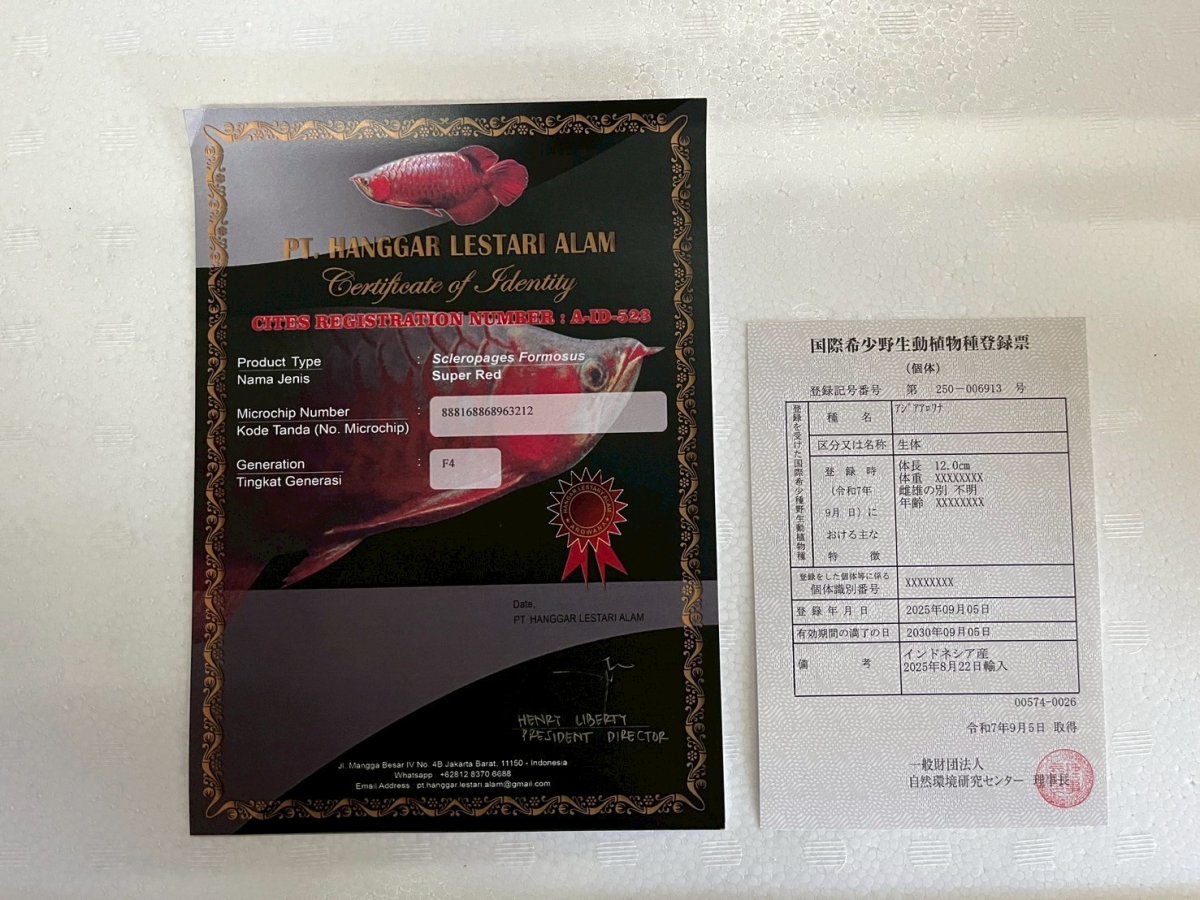 PT. HANGGAR LESTARI ALAM
Certificate of Identity
CITES REGISTRATION NUMBER : A-ID-523
Product Type : Scleropages Formosus
Nama Jenis Super Red
Microchip Number : 888168868963212
Kode Tanda (No. Microchip)
Generation : F4
Tingkat Generasi
HANGGAR LESTARI ALAM
AROWANA
Date,
PT. HANGGAR LESTARI ALAM
HENRY LIBERTY
PRESIDENT DIRECTOR
Jl. Mangga Besar IV No. 4B Jakarta Barat, 11150 - Indonesia
Whatsapp +62812 8370 6688
Email Address pt.hanggar.lestari.alam@gmail.com
国際希少野生動植物種登録票
(個体)
登録記号番号 第 250-006913 号
登録を受けた国際希少野生動植物種
種名 アジアアロワナ
区分又は名称 生体
登録時
(令和7年
9月 日)に
おける主な
特徴
体長 12.0cm
体重 XXXXXXXX
雌雄の別 不明
年齢 XXXXXXXX
登録をした個体等に係る
個体識別番号 XXXXXXXX
登録年月日 2025年09月05日
有効期間の満了の日 2030年09月05日
備考 インドネシア産
2025年8月22日輸入
00574-0026
令和7年9月5日 取得
一般財団法人
自然環境研究センター 理事長